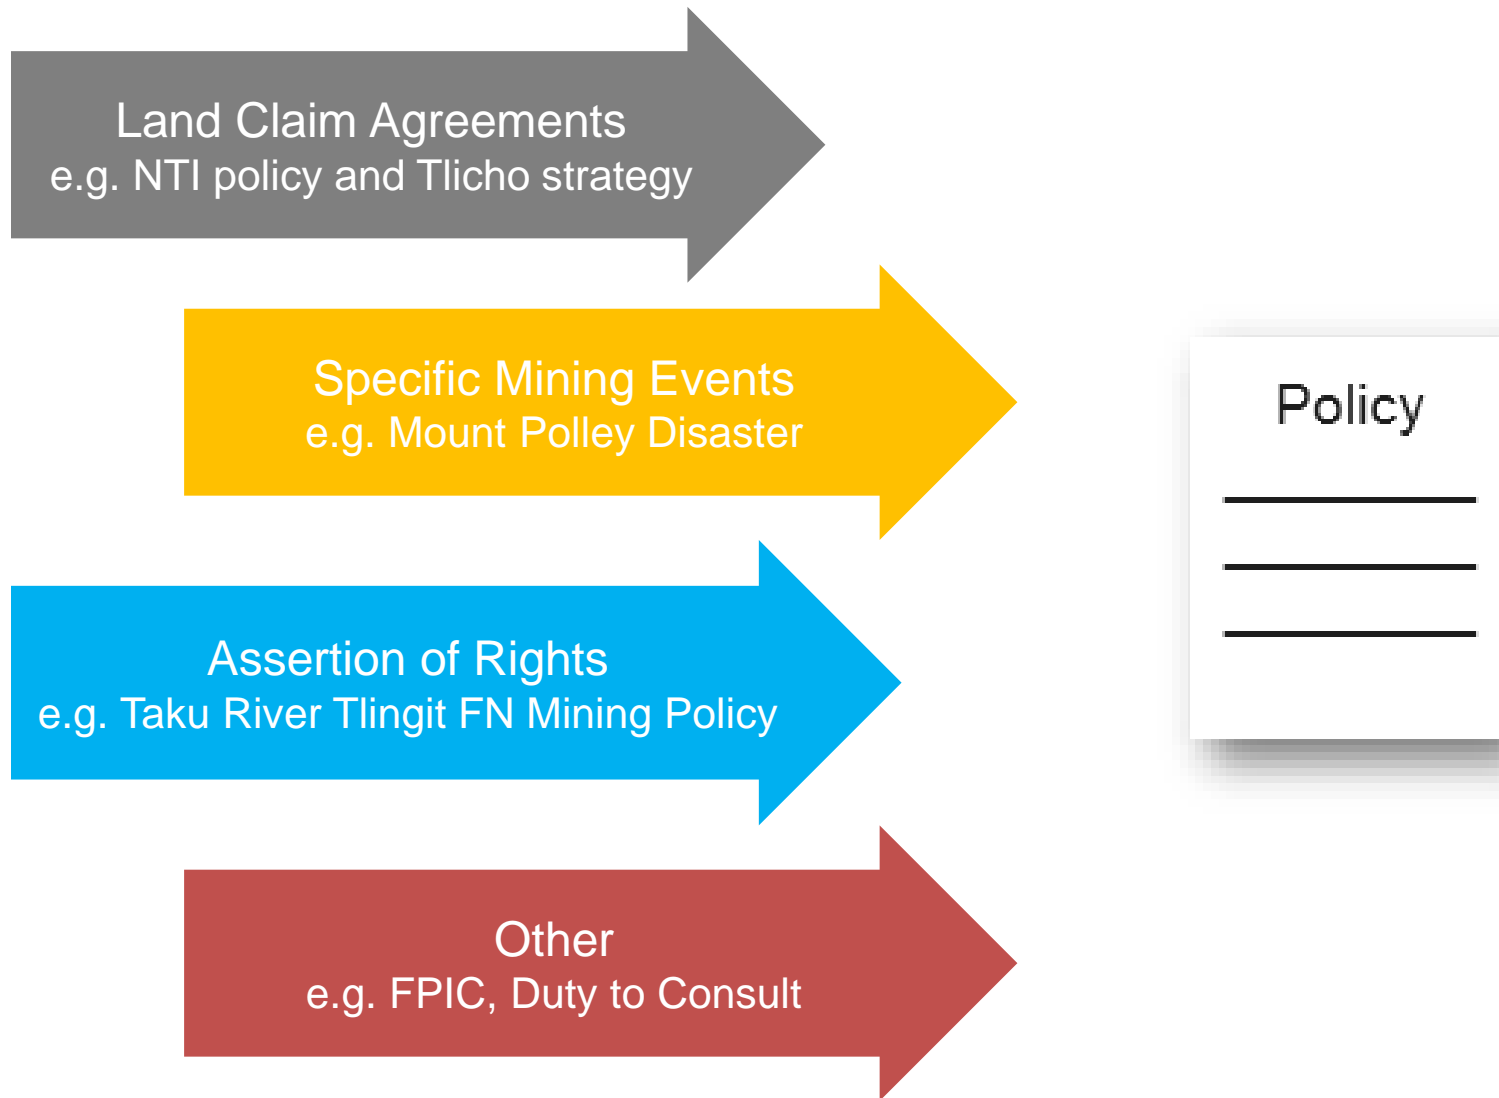 Land Claim Agreements
e.g. NTI policy and Tlicho strategy
Specific Mining Events
e.g. Mount Polley Disaster
Policy
Assertion of Rights
e.g. Taku River Tlingit FN Mining Policy
Other
e.g. FPIC, Duty to Consult